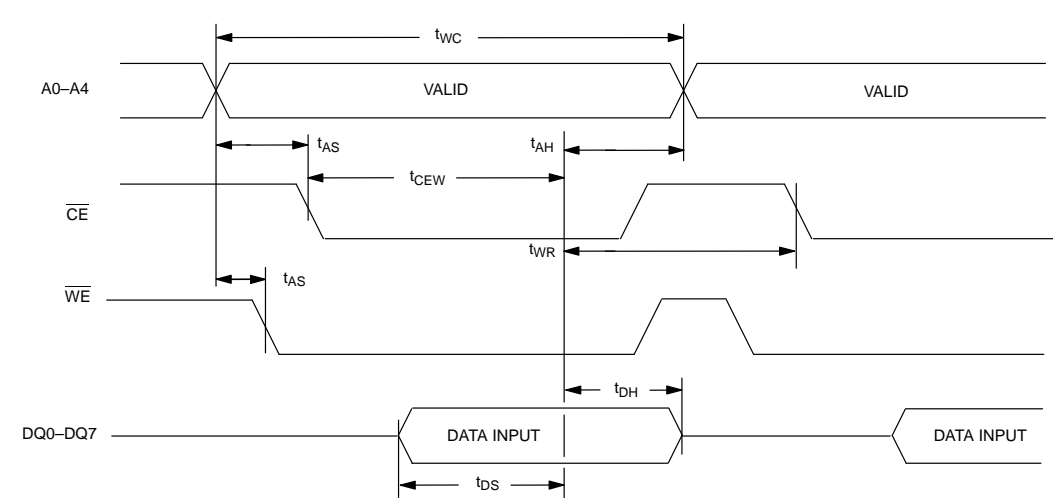 tWC
A0–A4 VALID VALID
tAS tAH
tCEW
CE
tWR
tAS
WE
tDH
DQ0–DQ7 DATA INPUT DATA INPUT
tDS